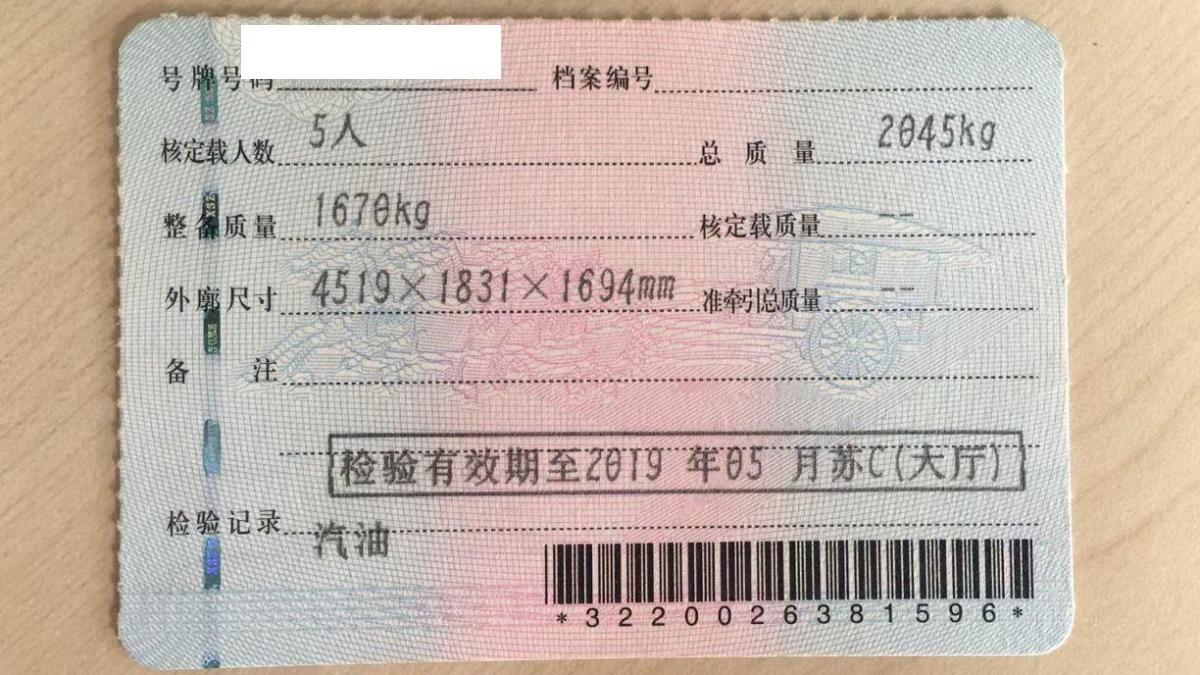 号牌号码 档案编号
核定载人数 5人 总质量 2045kg
整备质量 1670kg 核定载质量 --
外廓尺寸 4519×1831×1694mm 准牵引总质量 --
备注
检验有效期至2019 年05 月苏C(大厅)
检验记录
汽油
*3220026381596*